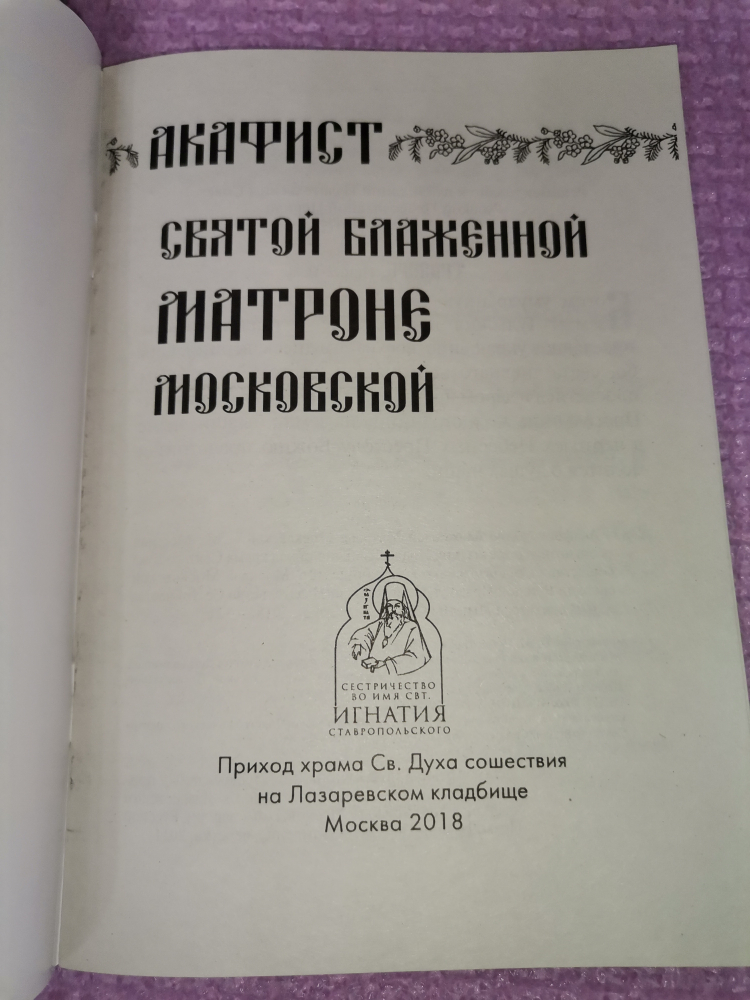 АКАФИСТ
СВЯТОЙ БЛАЖЕННОЙ
МАТРОНЕ
МОСКОВСКОЙ
СЕСТРИЧЕСТВО
ВО ИМЯ СВТ.
ИГНАТИЯ
СТАВРОПОЛЬСКОГО
Приход храма Св. Духа сошествия
на Лазаревском кладбище
Москва 2018